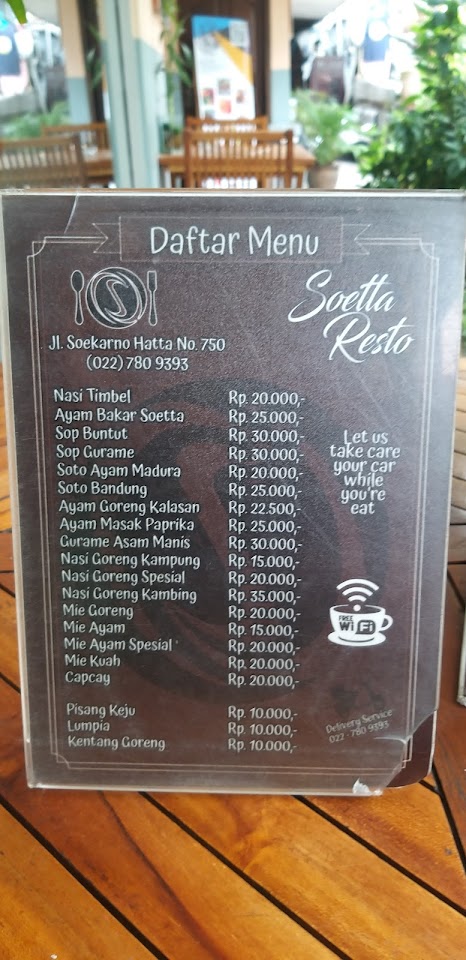 Daftar Menu
Soetta
Resto
Jl. Soekarno Hatta No. 750
(022) 780 9393
Nasi Timbel Rp. 20.000,-
Ayam Bakar Soetta Rp. 25.000,-
Sop Buntut Rp. 30.000,-
Sop Gurame Rp. 30.000,-
Soto Ayam Madura Rp. 20.000,-
Soto Bandung Rp. 25.000,-
Ayam Goreng Kalasan Rp. 22.500,-
Ayam Masak Paprika Rp. 25.000,-
Gurame Asam Manis Rp. 30.000,-
Nasi Goreng Kampung Rp. 15.000,-
Nasi Goreng Spesial Rp. 20.000,-
Nasi Goreng Kambing Rp. 35.000,-
Mie Goreng Rp. 20.000,-
Mie Ayam Rp. 15.000,-
Mie Ayam Spesial Rp. 20.000,-
Mie Kuah Rp. 20.000,-
Capcay Rp. 20.000,-
Pisang Keju Rp. 10.000,-
Lumpia Rp. 10.000,-
Kentang Goreng Rp. 10.000,-
Let us
take care
your car
while
you're
eat
FREE
WiFi
Delivery Service
022 - 780 9393